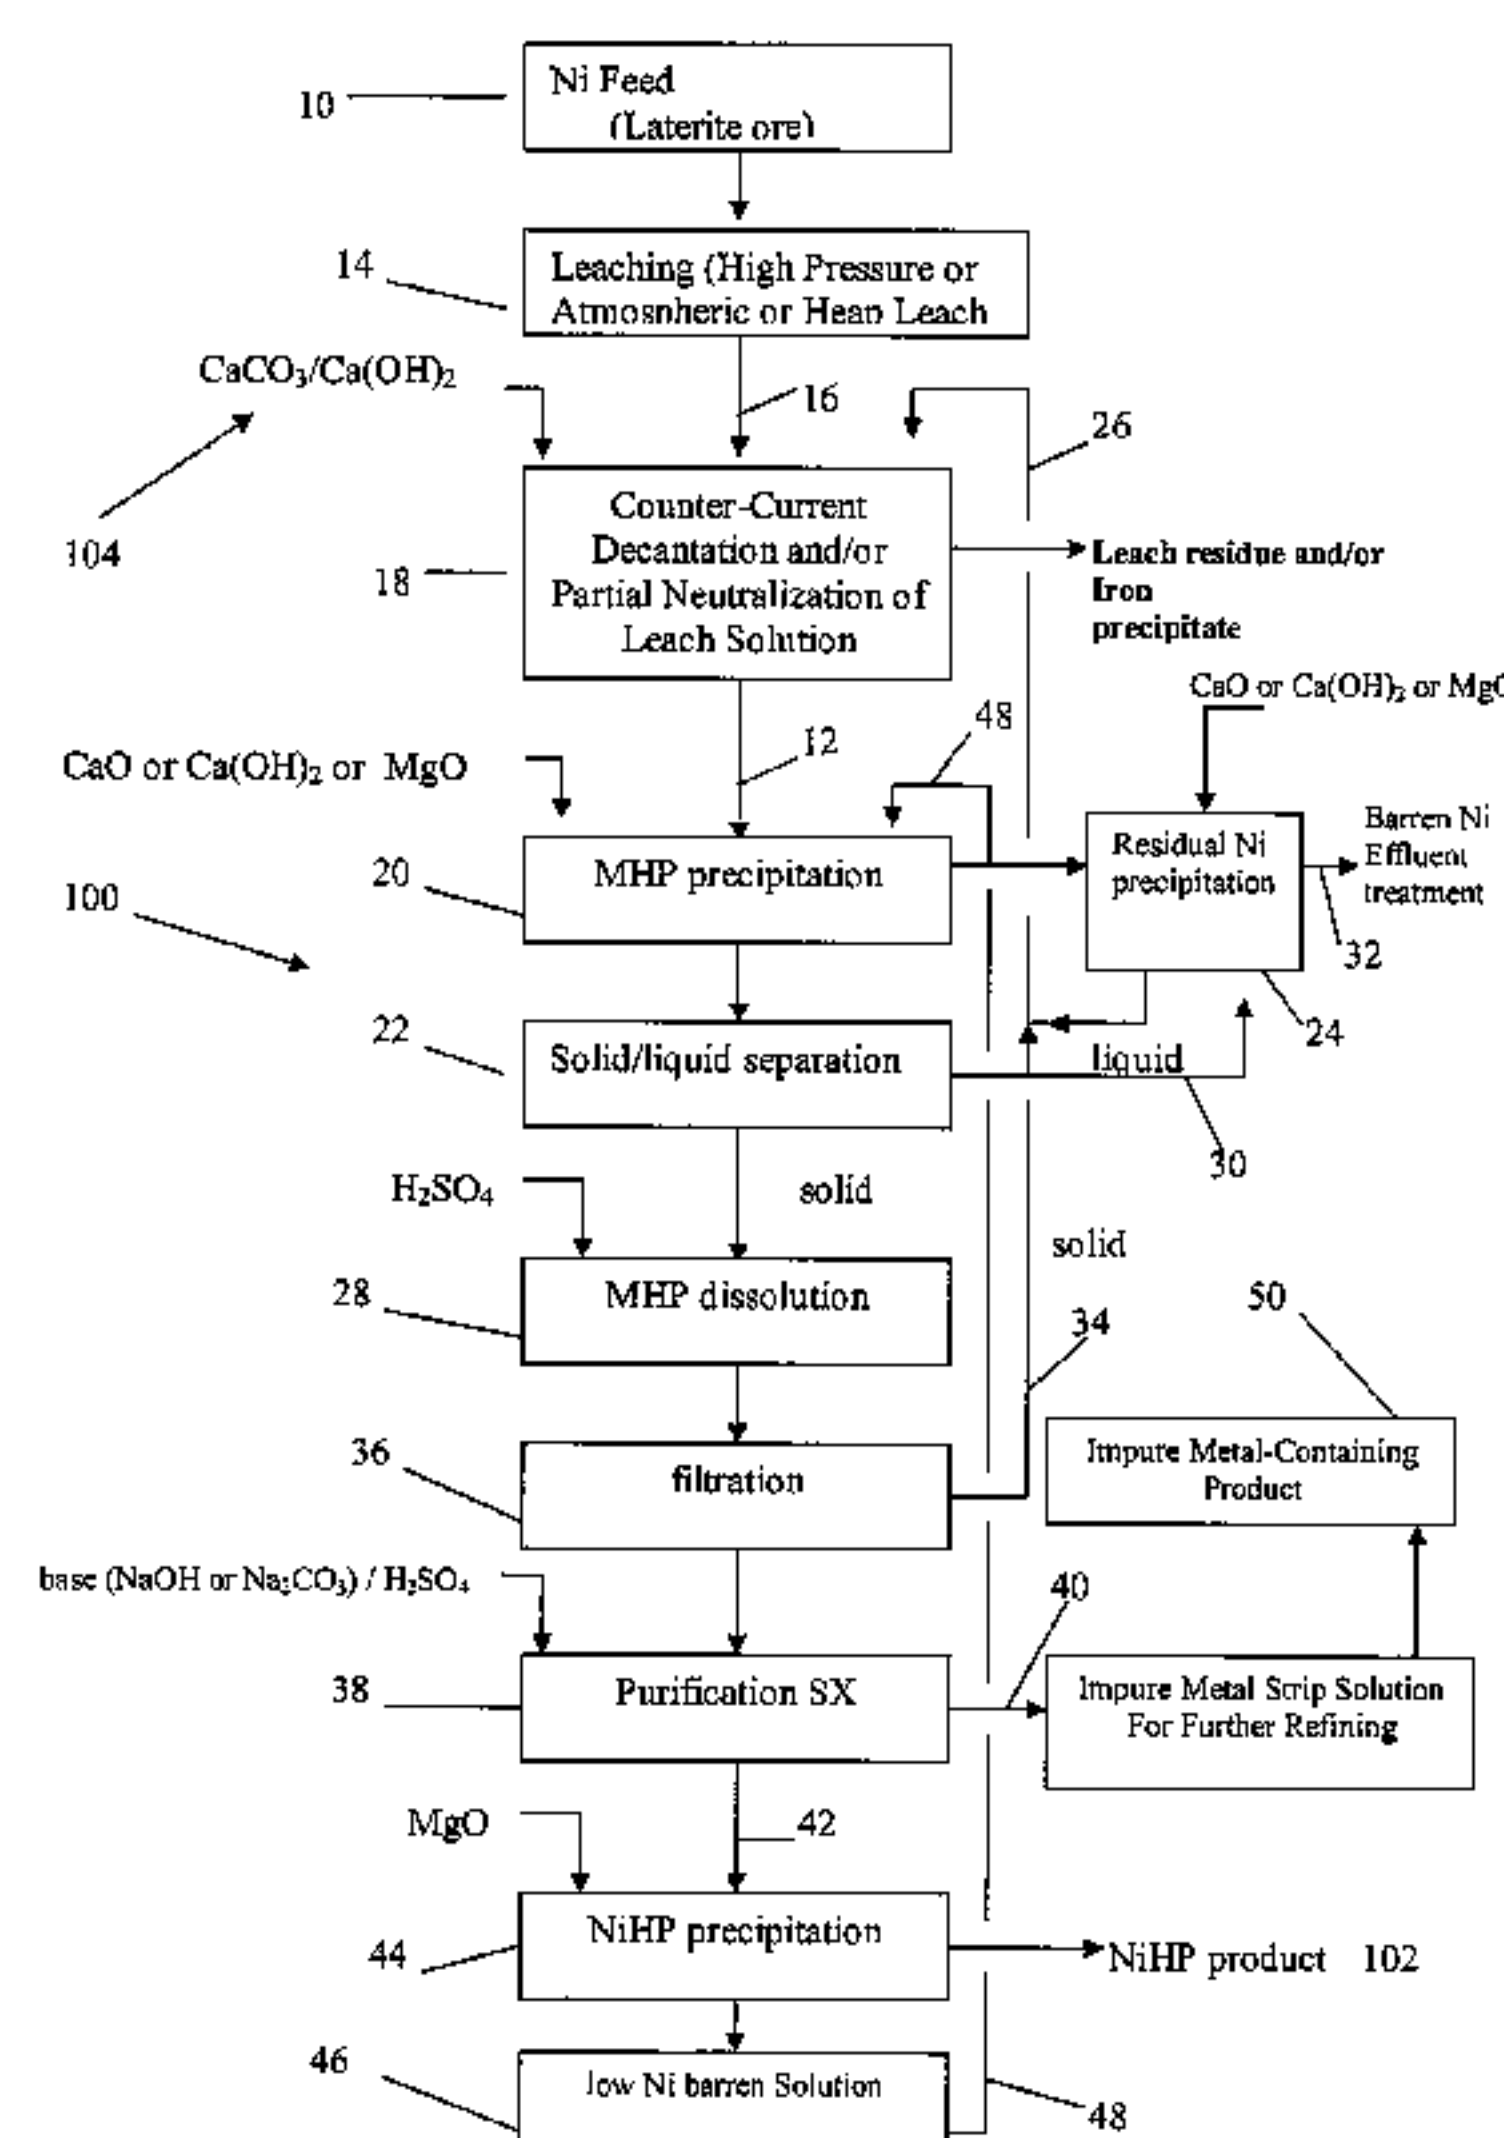 Ni Feed
(Laterite ore)
10
Leaching (High Pressure or
Atmospheric or Heap Leach
14
CaCO₃/Ca(OH)₂
16
26
104
Counter-Current
Decantation and/or
Partial Neutralization of
Leach Solution
18
Leach residue and/or
Iron
precipitate
CaO or Ca(OH)₂ or MgO
48
12
CaO or Ca(OH)₂ or MgO
MHP precipitation
20
Residual Ni
precipitation
Barren Ni
Effluent
treatment
32
100
24
Solid/liquid separation
22
liquid
30
H₂SO₄
solid
solid
MHP dissolution
28
34
50
filtration
36
Impure Metal-Containing
Product
base (NaOH or Na₂CO₃) / H₂SO₄
40
Purification SX
38
Impure Metal Strip Solution
For Further Refining
MgO
42
NiHP precipitation
44
NiHP product 102
low Ni barren Solution
46
48